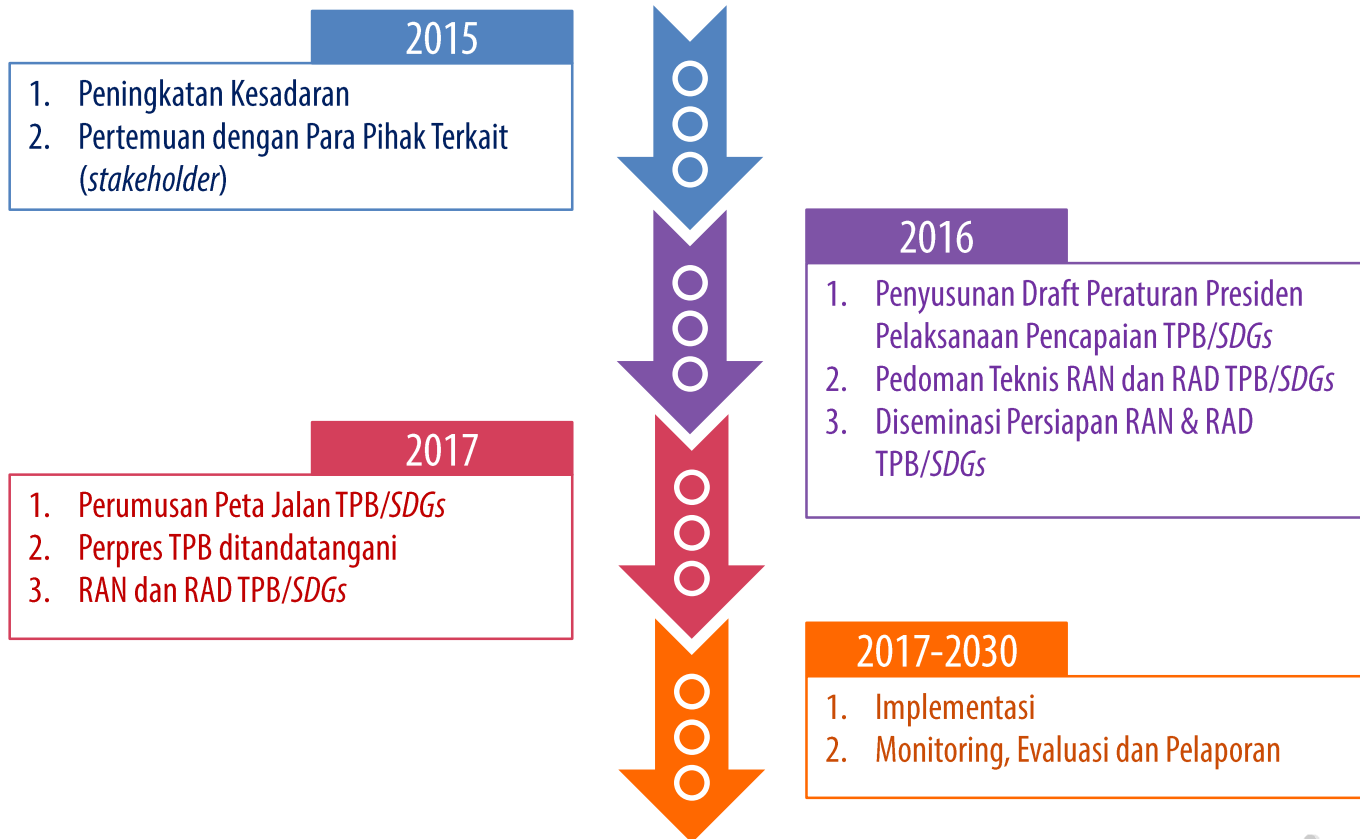 2015
1. Peningkatan Kesadaran
2. Pertemuan dengan Para Pihak Terkait
(stakeholder)
2016
1. Penyusunan Draft Peraturan Presiden
Pelaksanaan Pencapaian TPB/SDGs
2. Pedoman Teknis RAN dan RAD TPB/SDGs
3. Diseminasi Persiapan RAN & RAD
TPB/SDGs
2017
1. Perumusan Peta Jalan TPB/SDGs
2. Perpres TPB ditandatangani
3. RAN dan RAD TPB/SDGs
2017-2030
1. Implementasi
2. Monitoring, Evaluasi dan Pelaporan